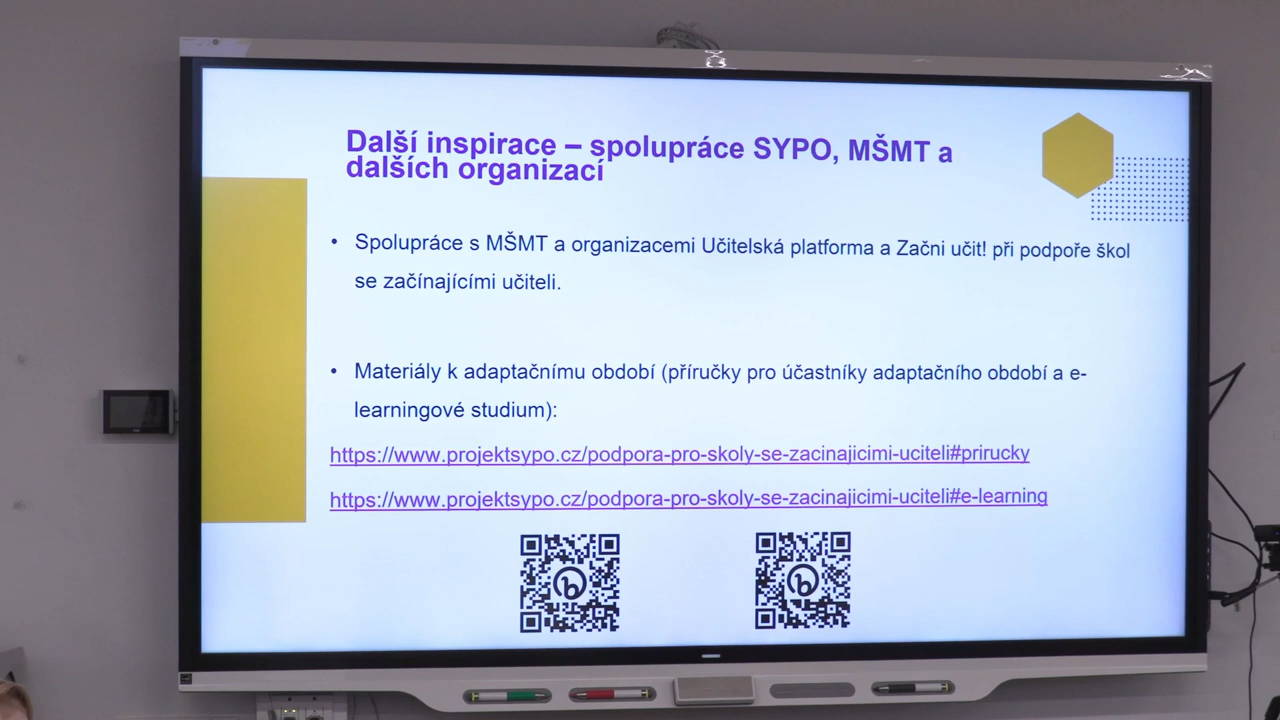 Další inspirace – spolupráce SYPO, MŠMT a
dalších organizací
• Spolupráce s MŠMT a organizacemi Učitelská platforma a Začni učit! při podpoře škol
se začínajícími učiteli.
• Materiály k adaptačnímu období (příručky pro účastníky adaptačního období a e-
learningové studium):
https://www.projektsypo.cz/podpora-pro-skoly-se-zacinajicimi-uciteli#prirucky
https://www.projektsypo.cz/podpora-pro-skoly-se-zacinajicimi-uciteli#e-learning